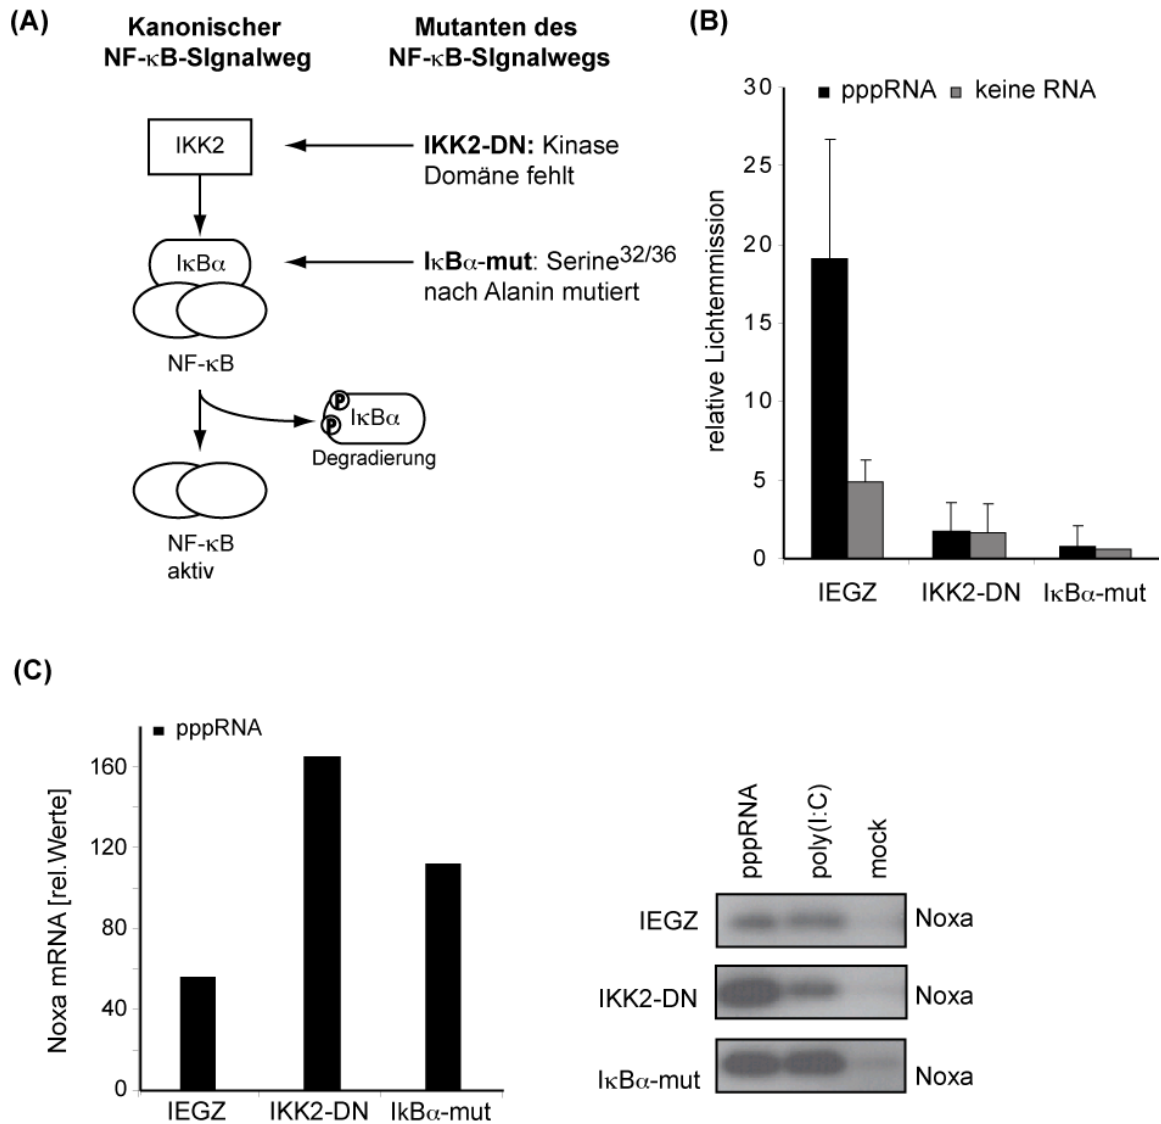 (A)
Kanonischer
NF-κB-SIgnalweg
Mutanten des
NF-κB-SIgnalwegs
IKK2
IKK2-DN: Kinase
Domäne fehlt
IκBα
IκBα-mut: Serine32/36
nach Alanin mutiert
NF-κB
P
P
IκBα
Degradierung
NF-κB
aktiv
(B)
pppRNA keine RNA
relative Lichtemmission
30
25
20
15
10
5
0
IEGZ IKK2-DN IκBα-mut
(C)
pppRNA
Noxa mRNA [rel.Werte]
160
120
80
40
0
IEGZ IKK2-DN IkBα-mut
pppRNA
poly(I:C)
mock
IEGZ Noxa
IKK2-DN Noxa
IκBα-mut Noxa